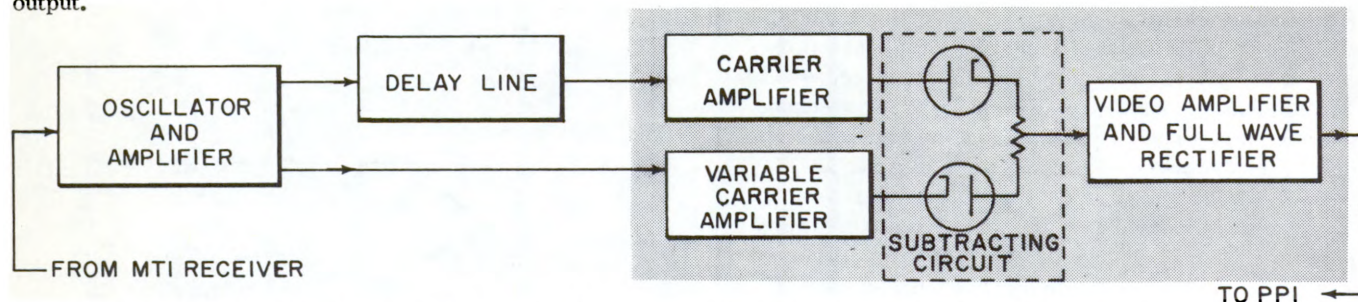 output.
OSCILLATOR
AND
AMPLIFIER
DELAY LINE
CARRIER
AMPLIFIER
VARIABLE
CARRIER
AMPLIFIER
SUBTRACTING
CIRCUIT
VIDEO AMPLIFIER
AND FULL WAVE
RECTIFIER
FROM MTI RECEIVER
TO PPI